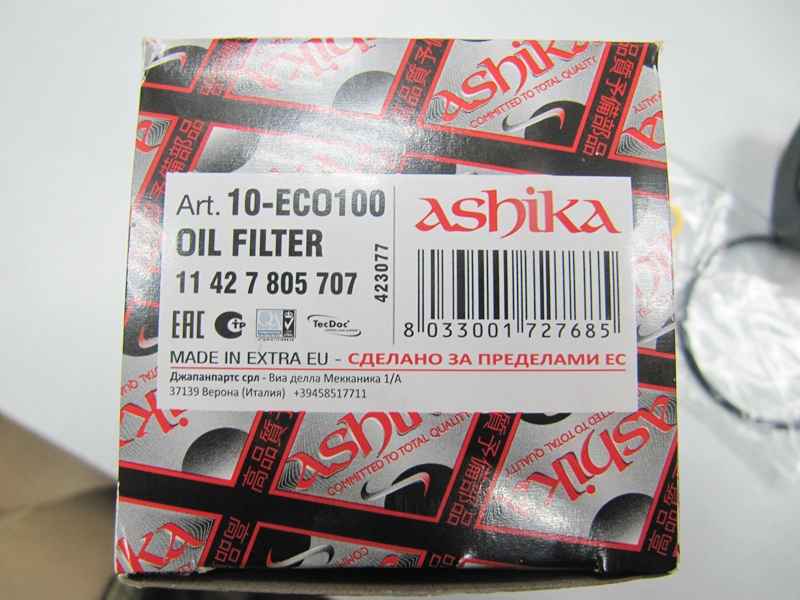 ashika
COMMITTED TO TOTAL QUALITY
Art. 10-ECO100
OIL FILTER
11 42 7 805 707
423077
ashika
8 033001 727685
EAC
TecDoc
MADE IN EXTRA EU - СДЕЛАНО ЗА ПРЕДЕЛАМИ ЕС
Джапанпартс срл - Виа делла Мекканика 1/А
37139 Верона (Италия) +39458517711
ashika
COMMITTED TO TOTAL QUALITY
ashika
ashika